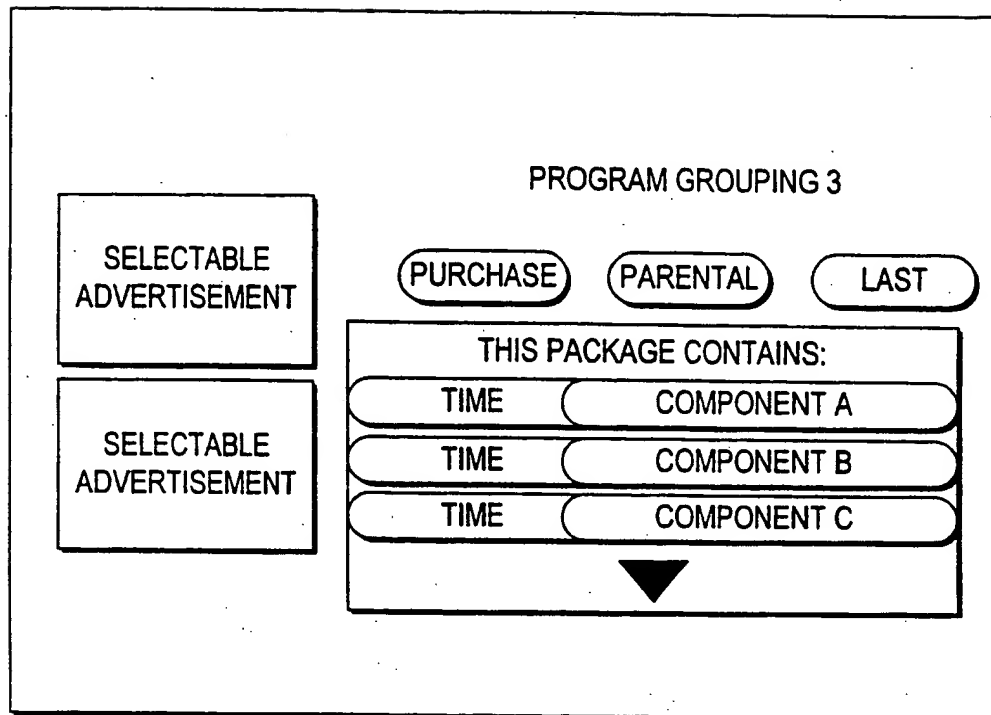 PROGRAM GROUPING 3
SELECTABLE
ADVERTISEMENT
SELECTABLE
ADVERTISEMENT
PURCHASE PARENTAL LAST
THIS PACKAGE CONTAINS:
TIME COMPONENT A
TIME COMPONENT B
TIME COMPONENT C